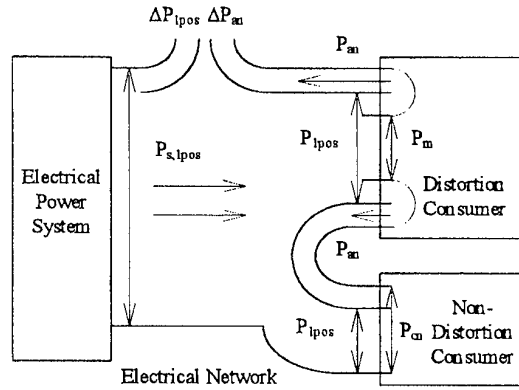 ΔP1pos ΔPan
Pan
Ps,1pos
P1pos
Pm
Electrical
Power
System
Distortion
Consumer
Pan
P1pos
Pcn
Non-
Distortion
Consumer
Electrical Network